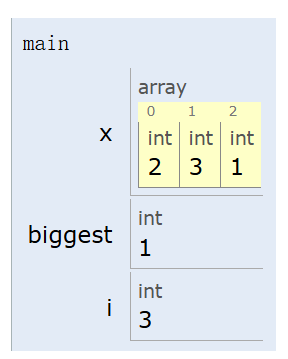 main
array
0 1 2
x
int int int
2 3 1
int
biggest
1
int
i
3